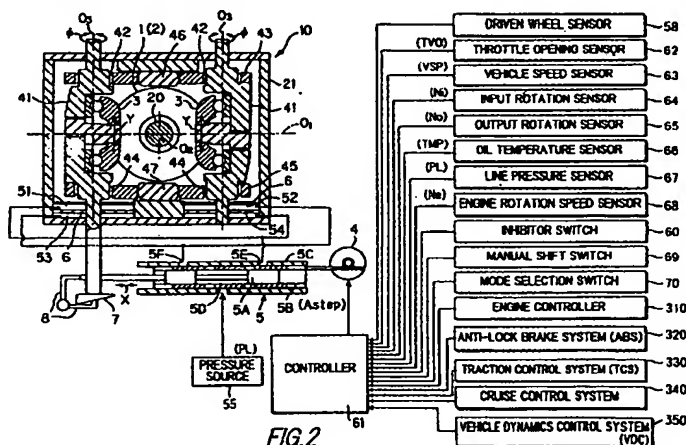 O3
O3
φ
φ
42
1(2)
46
42
43
10
21
41
41
3
3
20
Y
Y
O1
O2
44
47
44
45
51
6
52
53
6
54
5F
5E
5C
4
X
8
7
5D
5A
5
5B
(Astep)
(PL)
PRESSURE SOURCE
55
CONTROLLER
61
FIG.2
DRIVEN WHEEL SENSOR
58
(TVO)
THROTTLE OPENING SENSOR
62
(VSP)
VEHICLE SPEED SENSOR
63
(Ni)
INPUT ROTATION SENSOR
64
(No)
OUTPUT ROTATION SENSOR
65
(TMP)
OIL TEMPERATURE SENSOR
66
(PL)
LINE PRESSURE SENSOR
67
(Ne)
ENGINE ROTATION SPEED SENSOR
68
INHIBITOR SWITCH
60
MANUAL SHIFT SWITCH
69
MODE SELECTION SWITCH
70
ENGINE CONTROLLER
310
ANTI-LOCK BRAKE SYSTEM (ABS)
320
TRACTION CONTROL SYSTEM (TCS)
330
CRUISE CONTROL SYSTEM
340
VEHICLE DYNAMICS CONTROL SYSTEM (VDC)
350